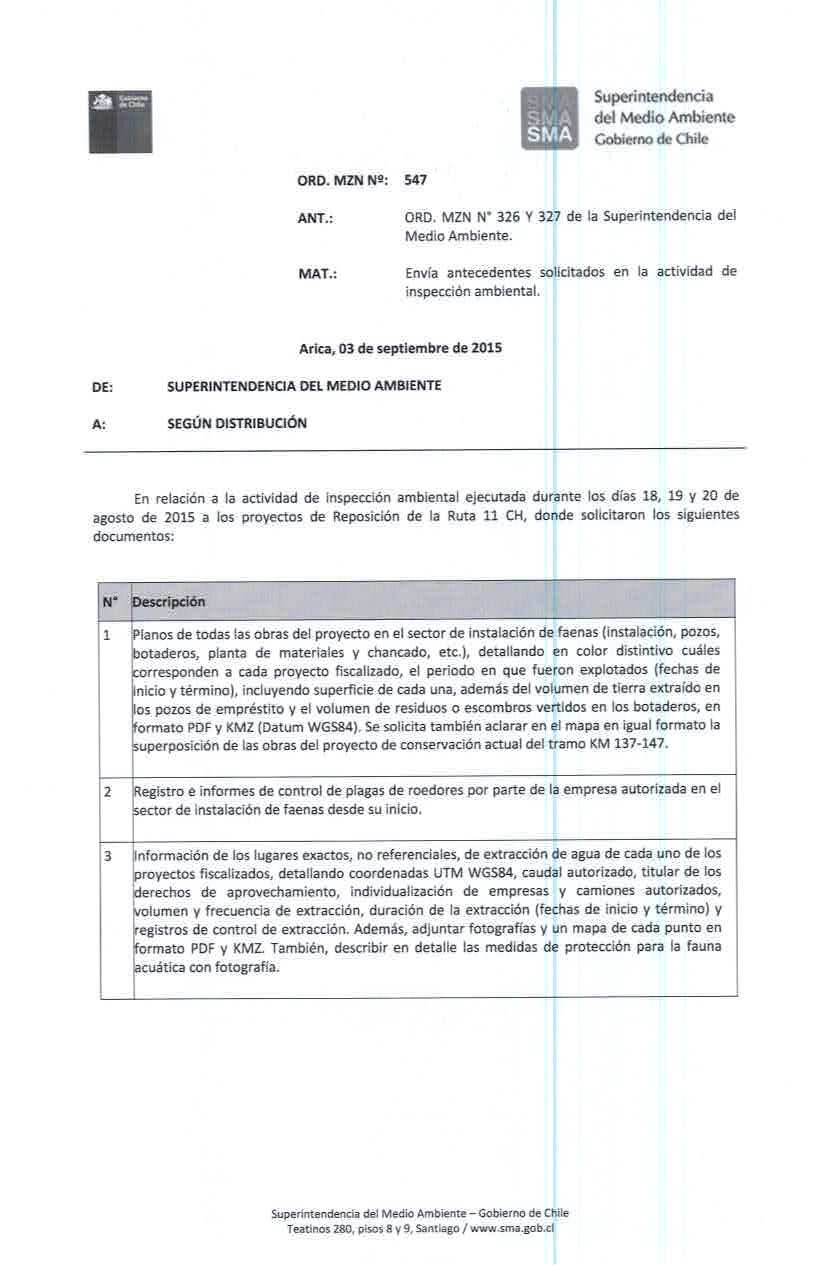 Gobierno
de Chile
SMA
SMA
SMA
Superintendencia
del Medio Ambiente
Gobierno de Chile
ORD. MZN Nº: 547
ANT.: ORD. MZN N° 326 Y 327 de la Superintendencia del
Medio Ambiente.
MAT.: Envía antecedentes solicitados en la actividad de
inspección ambiental.
Arica, 03 de septiembre de 2015
DE: SUPERINTENDENCIA DEL MEDIO AMBIENTE
A: SEGÚN DISTRIBUCIÓN
En relación a la actividad de inspección ambiental ejecutada durante los días 18, 19 y 20 de
agosto de 2015 a los proyectos de Reposición de la Ruta 11 CH, donde solicitaron los siguientes
documentos:
N° Descripción
1 Planos de todas las obras del proyecto en el sector de instalación de faenas (instalación, pozos,
botaderos, planta de materiales y chancado, etc.), detallando en color distintivo cuáles
corresponden a cada proyecto fiscalizado, el periodo en que fueron explotados (fechas de
inicio y término), incluyendo superficie de cada una, además del volumen de tierra extraído en
los pozos de empréstito y el volumen de residuos o escombros vertidos en los botaderos, en
formato PDF y KMZ (Datum WGS84). Se solicita también aclarar en el mapa en igual formato la
superposición de las obras del proyecto de conservación actual del tramo KM 137-147.
2 Registro e informes de control de plagas de roedores por parte de la empresa autorizada en el
sector de instalación de faenas desde su inicio.
3 Información de los lugares exactos, no referenciales, de extracción de agua de cada uno de los
proyectos fiscalizados, detallando coordenadas UTM WGS84, caudal autorizado, titular de los
derechos de aprovechamiento, individualización de empresas y camiones autorizados,
volumen y frecuencia de extracción, duración de la extracción (fechas de inicio y término) y
registros de control de extracción. Además, adjuntar fotografías y un mapa de cada punto en
formato PDF y KMZ. También, describir en detalle las medidas de protección para la fauna
acuática con fotografía.
Superintendencia del Medio Ambiente – Gobierno de Chile
Teatinos 280, pisos 8 y 9, Santiago / www.sma.gob.cl